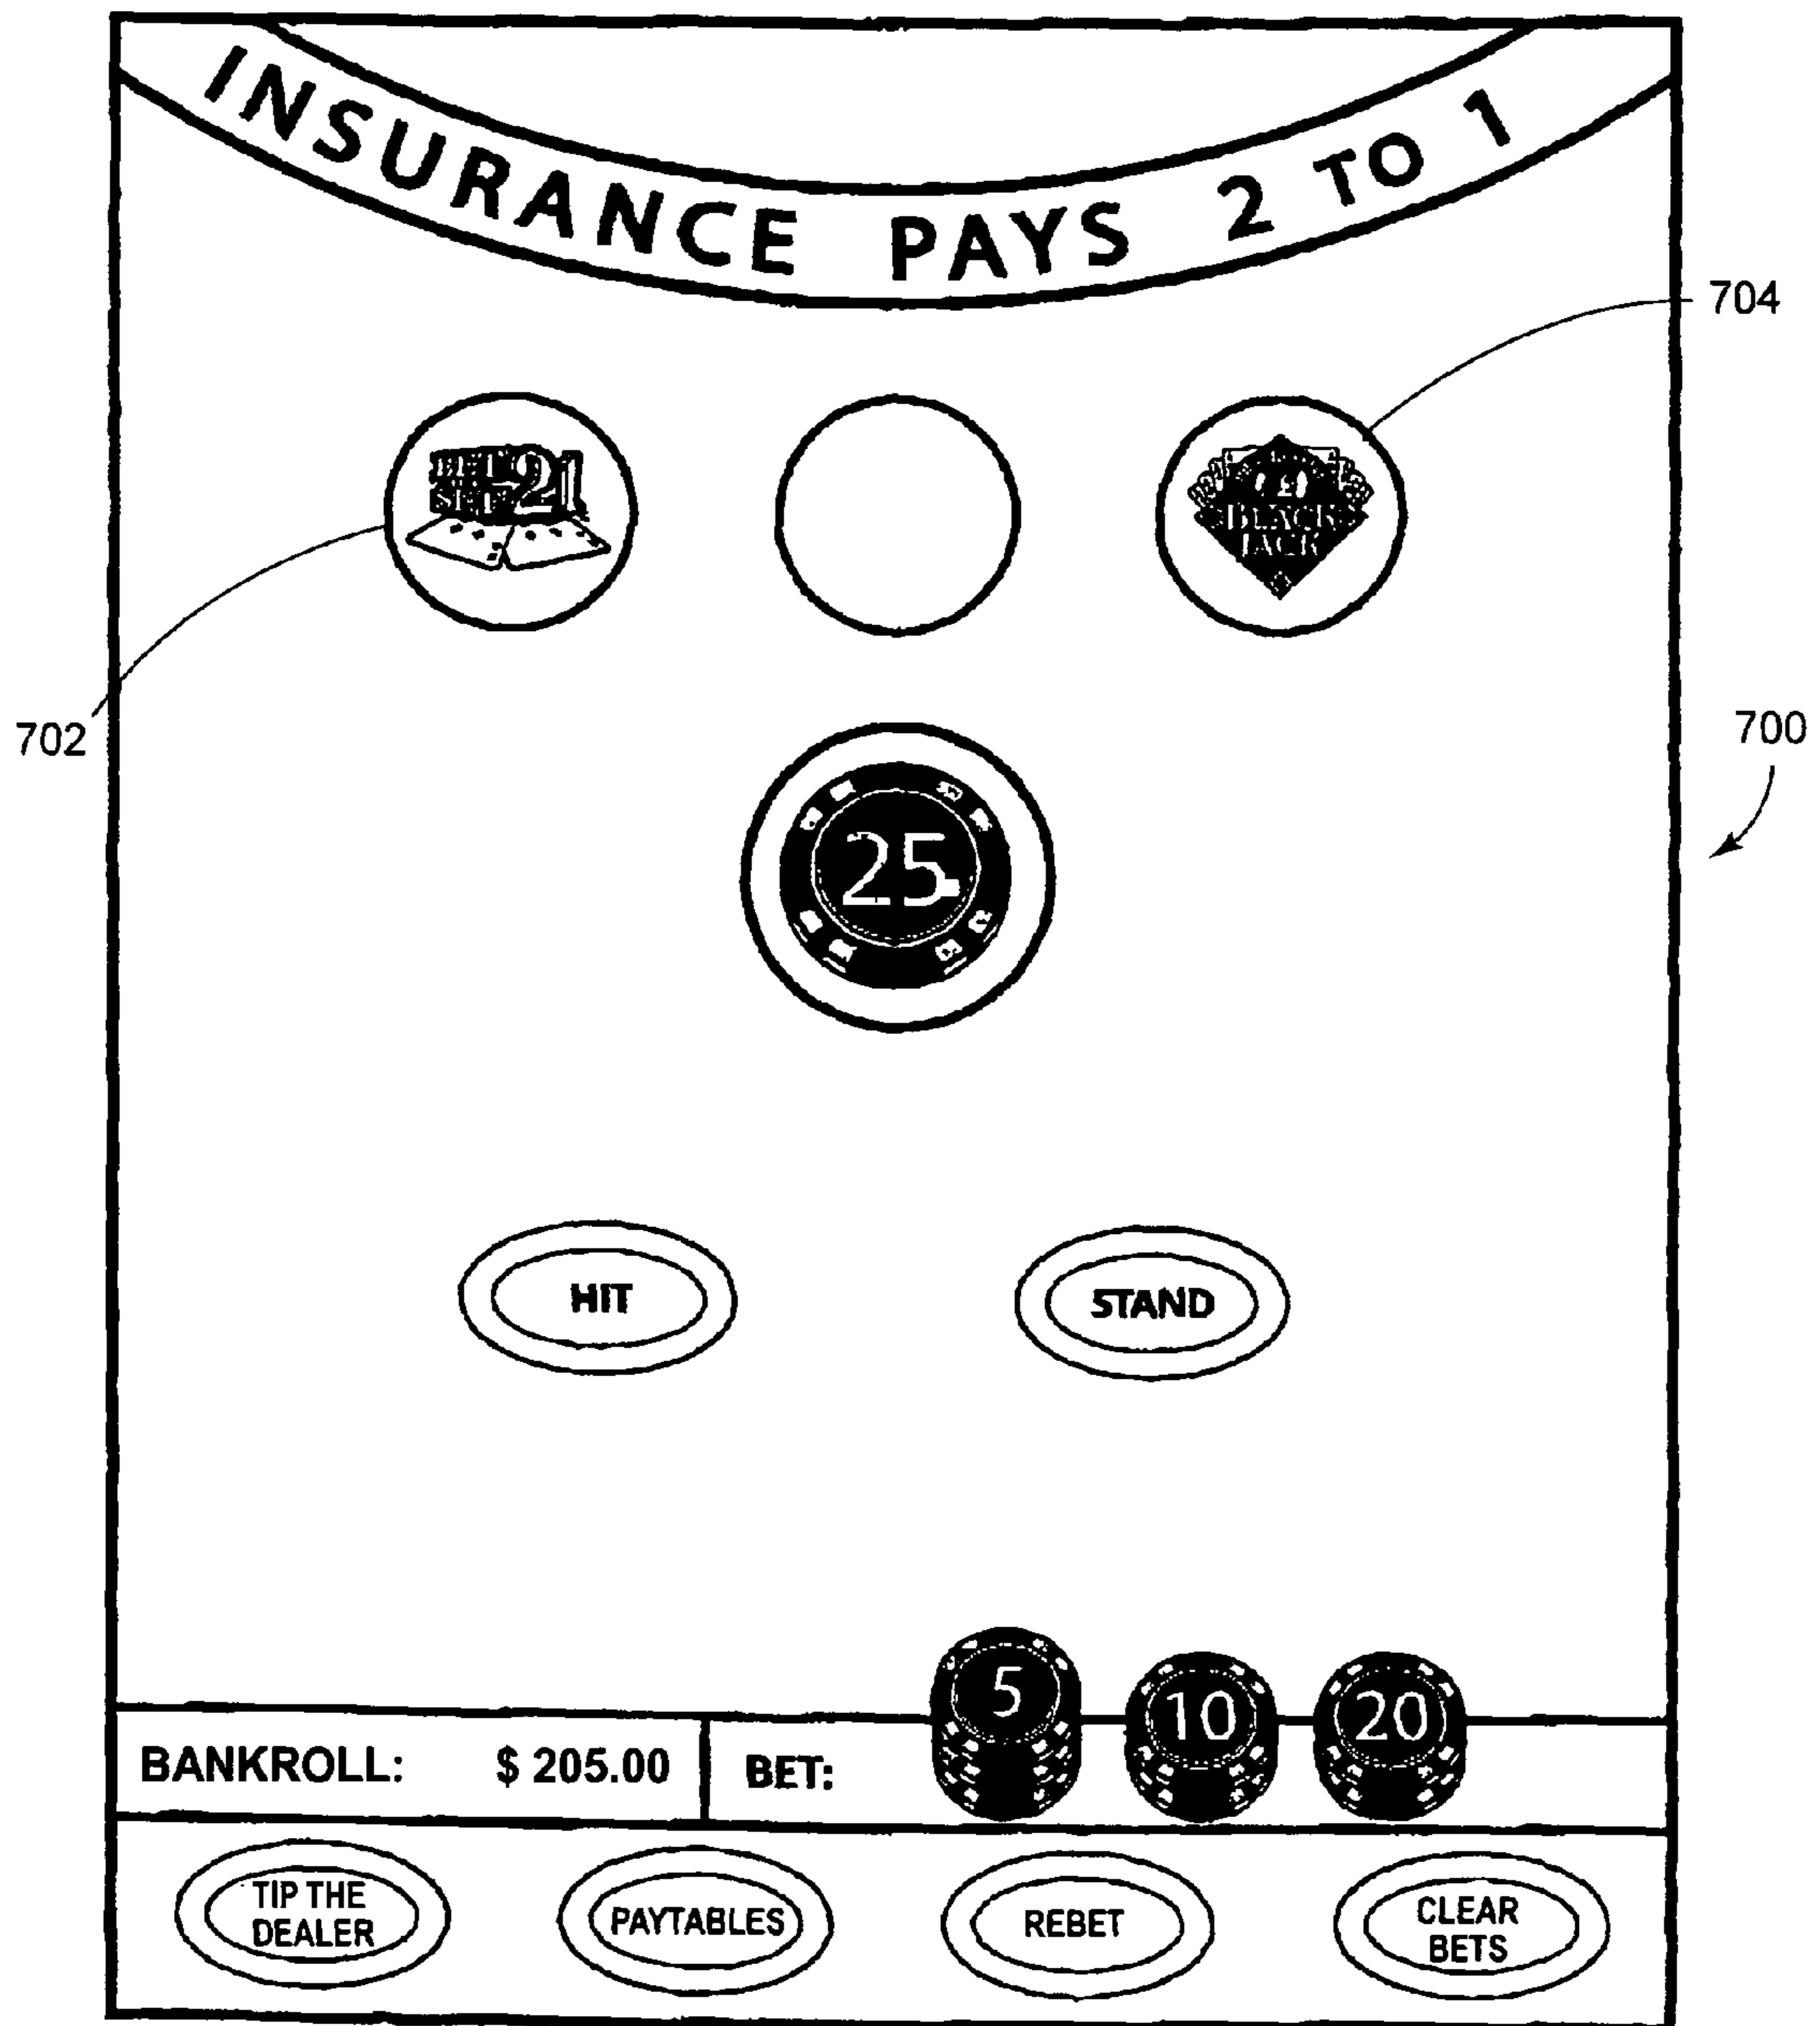 INSURANCE PAYS 2 TO 1
704
21
BLACK
JACK
702
700
25
HIT
STAND
5
10
20
BANKROLL: $ 205.00
BET:
TIP THE
DEALER
PAYTABLES
REBET
CLEAR
BETS